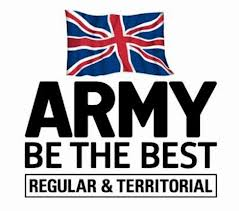 ARMY
BE THE BEST
REGULAR & TERRITORIAL